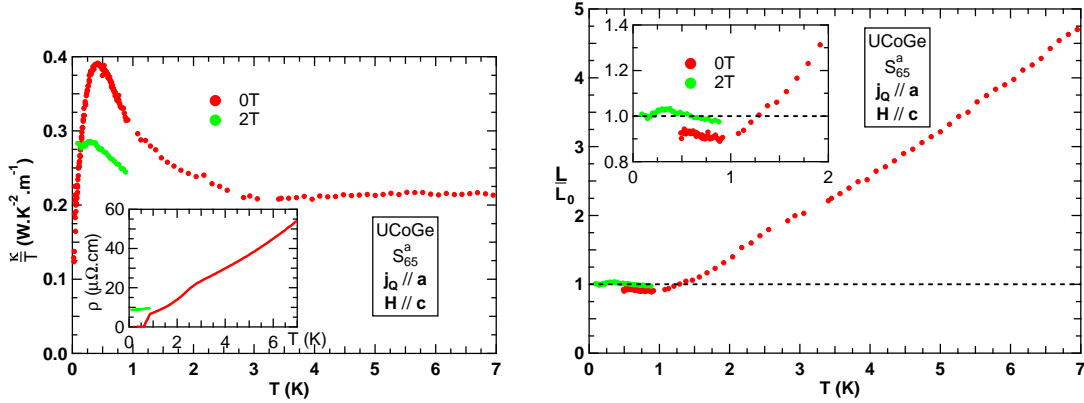 κ/T (W.K⁻².m⁻¹)
0.4
0.3
0.2
0.1
0.0
0T
2T
UCoGe
S₆₅ᵃ
j_Q // a
H // c
ρ (μΩ.cm)
60
40
20
0
0 2 4 6
T (K)
0 1 2 3 4 5 6 7
T (K)
L/L₀
5
4
3
2
1
0
1.4
1.2
1.0
0.8
0T
2T
0 1 2
UCoGe
S₆₅ᵃ
j_Q // a
H // c
0 1 2 3 4 5 6 7
T (K)